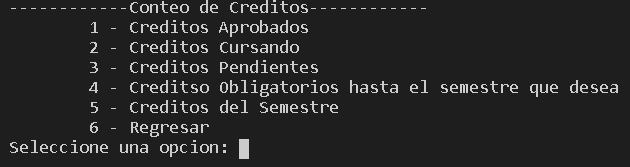 ------------Conteo de Creditos------------
1 - Creditos Aprobados
2 - Creditos Cursando
3 - Creditos Pendientes
4 - Creditso Obligatorios hasta el semestre que desea
5 - Creditos del Semestre
6 - Regresar
Seleccione una opcion: